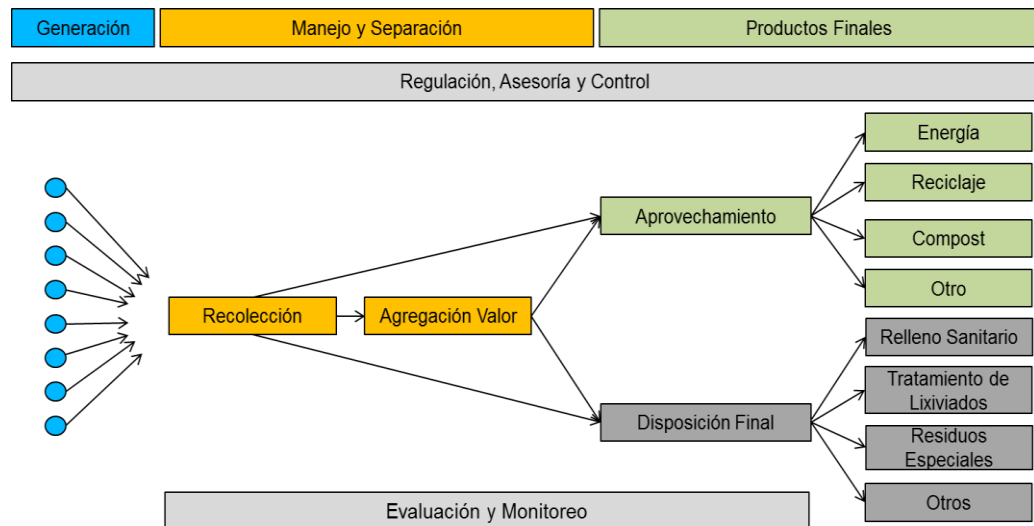 Generación
Manejo y Separación
Productos Finales
Regulación, Asesoría y Control
Energía
Reciclaje
Aprovechamiento
Compost
Otro
Recolección
Agregación Valor
Relleno Sanitario
Tratamiento de
Lixiviados
Disposición Final
Residuos
Especiales
Otros
Evaluación y Monitoreo